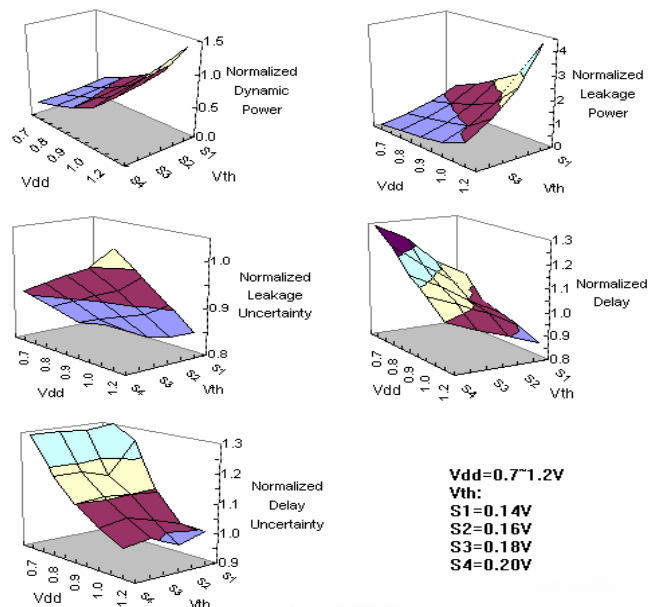 1.5
1.0
0.5
0.0
Normalized
Dynamic
Power
0.7
0.8
0.9
1.0
1.2
Vdd
S4
S3
S2
S1
Vth
4
3
2
1
0
Normalized
Leakage
Power
0.7
0.8
0.9
1.0
1.2
Vdd
S3
S1
Vth
1.0
0.9
0.8
Normalized
Leakage
Uncertainty
0.7
0.8
0.9
1.0
1.2
Vdd
S4
S3
S2
S1
Vth
1.3
1.2
1.1
1.0
0.9
0.8
Normalized
Delay
0.7
0.8
0.9
1.0
1.2
Vdd
S4
S3
S2
S1
Vth
1.3
1.2
1.1
1.0
0.9
Normalized
Delay
Uncertainty
0.7
0.8
0.9
1.0
1.2
Vdd
S4
S3
S2
S1
Vth
Vdd=0.7~1.2V
Vth:
S1=0.14V
S2=0.16V
S3=0.18V
S4=0.20V